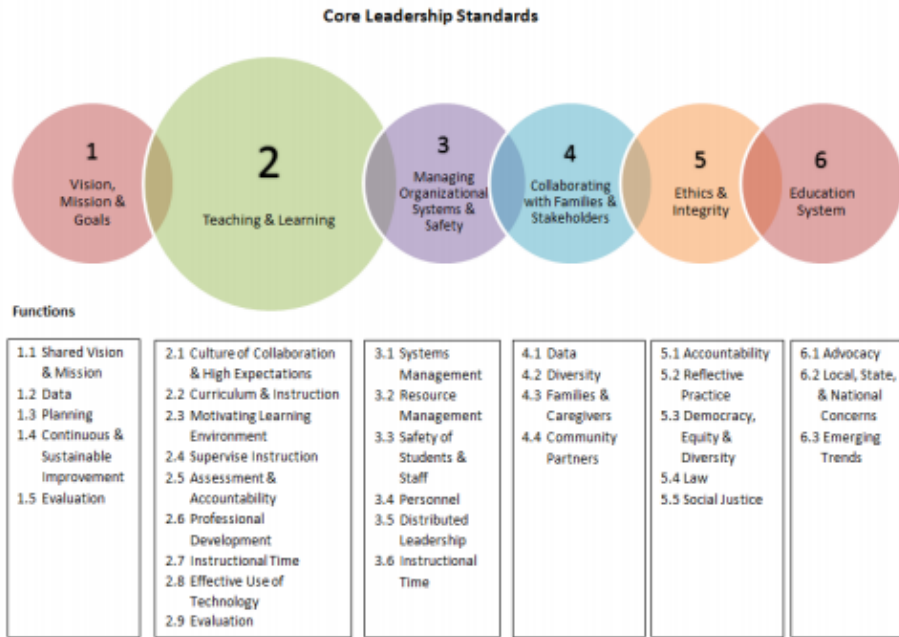 Core Leadership Standards
1
Vision,
Mission &
Goals
2
Teaching & Learning
3
Managing
Organizational
Systems &
Safety
4
Collaborating
with Families &
Stakeholders
5
Ethics &
Integrity
6
Education
System
Functions
1.1 Shared Vision
& Mission
1.2 Data
1.3 Planning
1.4 Continuous &
Sustainable
Improvement
1.5 Evaluation
2.1 Culture of Collaboration
& High Expectations
2.2 Curriculum & Instruction
2.3 Motivating Learning
Environment
2.4 Supervise Instruction
2.5 Assessment &
Accountability
2.6 Professional
Development
2.7 Instructional Time
2.8 Effective Use of
Technology
2.9 Evaluation
3.1 Systems
Management
3.2 Resource
Management
3.3 Safety of
Students &
Staff
3.4 Personnel
3.5 Distributed
Leadership
3.6 Instructional
Time
4.1 Data
4.2 Diversity
4.3 Families &
Caregivers
4.4 Community
Partners
5.1 Accountability
5.2 Reflective
Practice
5.3 Democracy,
Equity &
Diversity
5.4 Law
5.5 Social Justice
6.1 Advocacy
6.2 Local, State,
& National
Concerns
6.3 Emerging
Trends